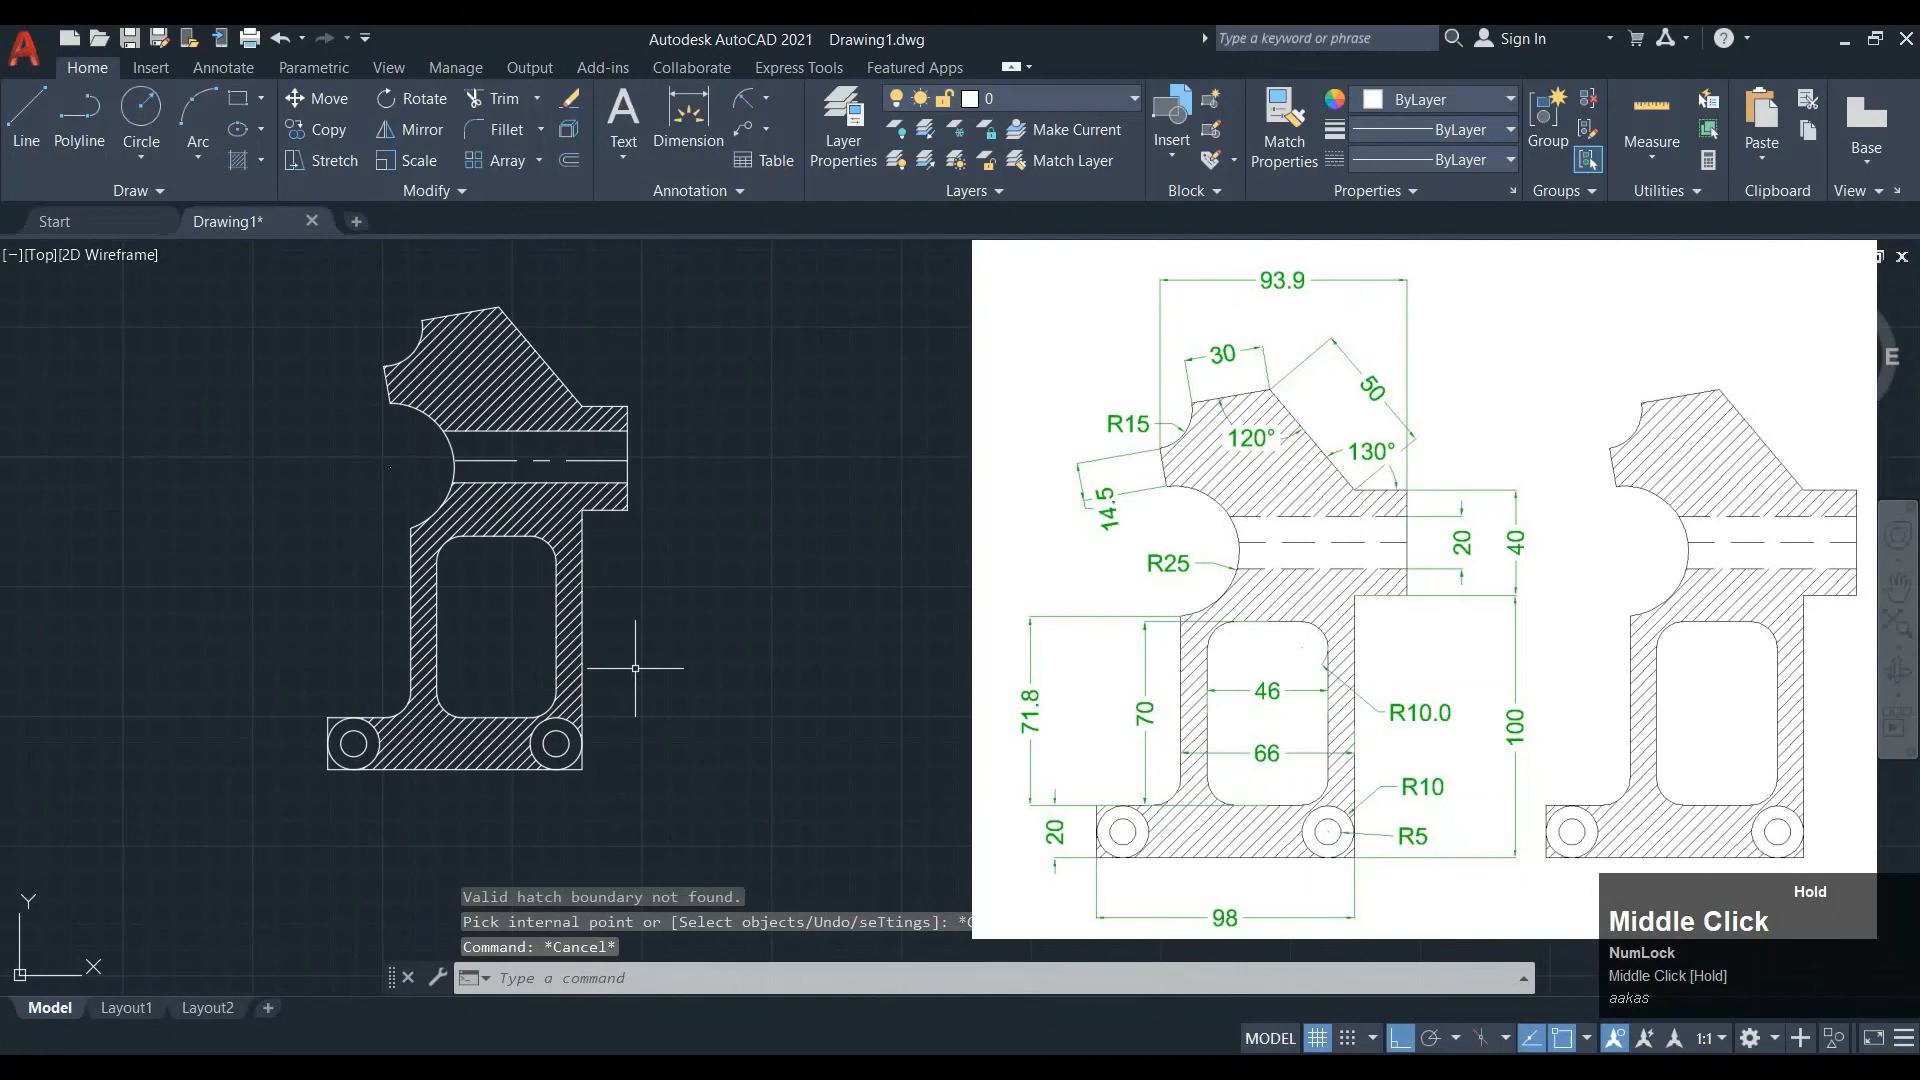 Autodesk AutoCAD 2021 Drawing1.dwg
Type a keyword or phrase
Sign In
Home Insert Annotate Parametric View Manage Output Add-ins Collaborate Express Tools Featured Apps
Line Polyline Circle Arc
Move Rotate Trim
Copy Mirror Fillet
Stretch Scale Array
Text Dimension Table
Layer Properties
0
Make Current
Match Layer
Insert
Match Properties
ByLayer
ByLayer
ByLayer
Group
Measure
Paste
Base
Draw Modify Annotation Layers Block Properties Groups Utilities Clipboard View
Start Drawing1*
[−][Top][2D Wireframe]
93.9
30
50
R15
120°
130°
14.5
20
40
R25
E
71.8
70
46
R10.0
100
66
R10
20
R5
98
Y
X
Valid hatch boundary not found.
Pick internal point or [Select objects/Undo/seTtings]: *C
Command: *Cancel*
Type a command
Hold
Middle Click
NumLock
Middle Click [Hold]
aakas
Model Layout1 Layout2
MODEL
1:1